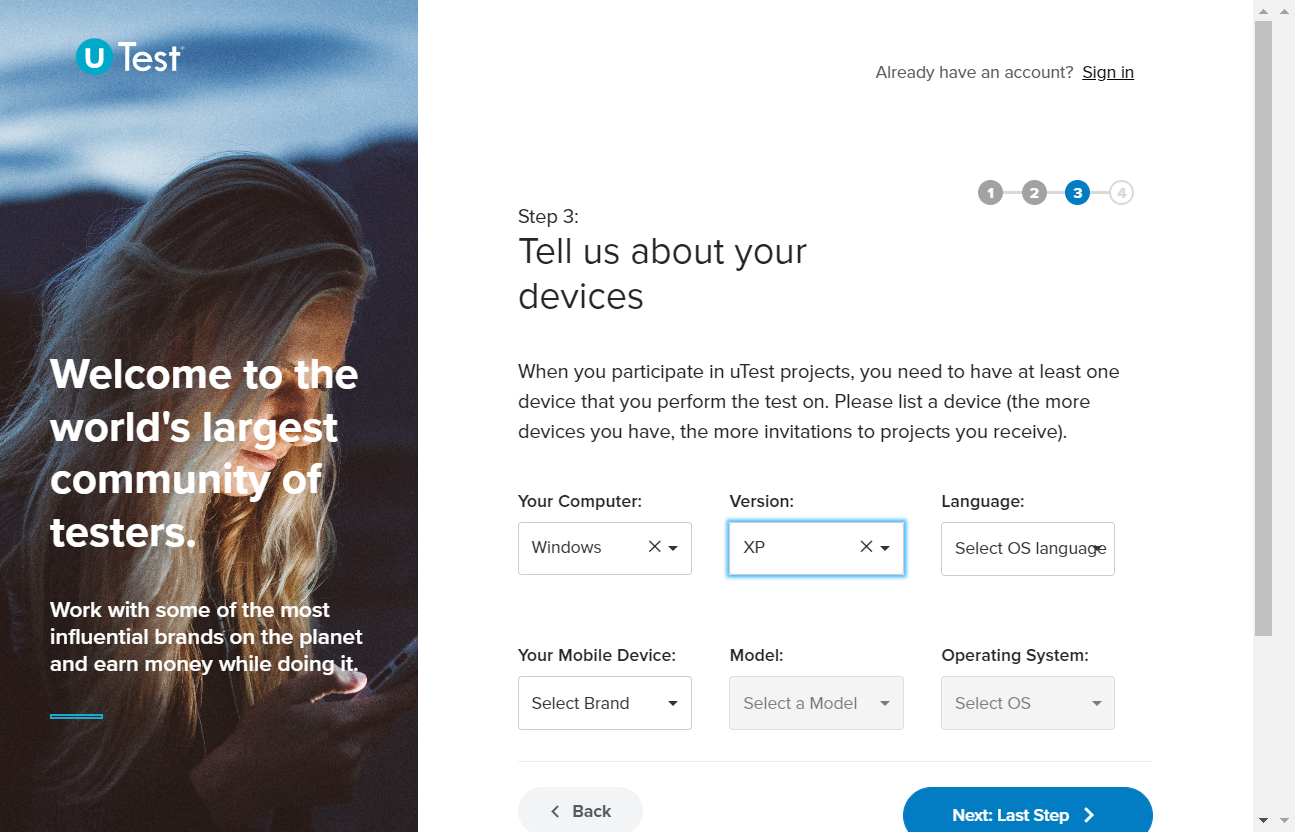 uTest
Already have an account? Sign in
1 2 3 4
Step 3:
Tell us about your
devices
Welcome to the
world's largest
community of
testers.
Work with some of the most
influential brands on the planet
and earn money while doing it.
When you participate in uTest projects, you need to have at least one
device that you perform the test on. Please list a device (the more
devices you have, the more invitations to projects you receive).
Your Computer: Version: Language:
Windows XP Select OS language
Your Mobile Device: Model: Operating System:
Select Brand Select a Model Select OS
Back Next: Last Step